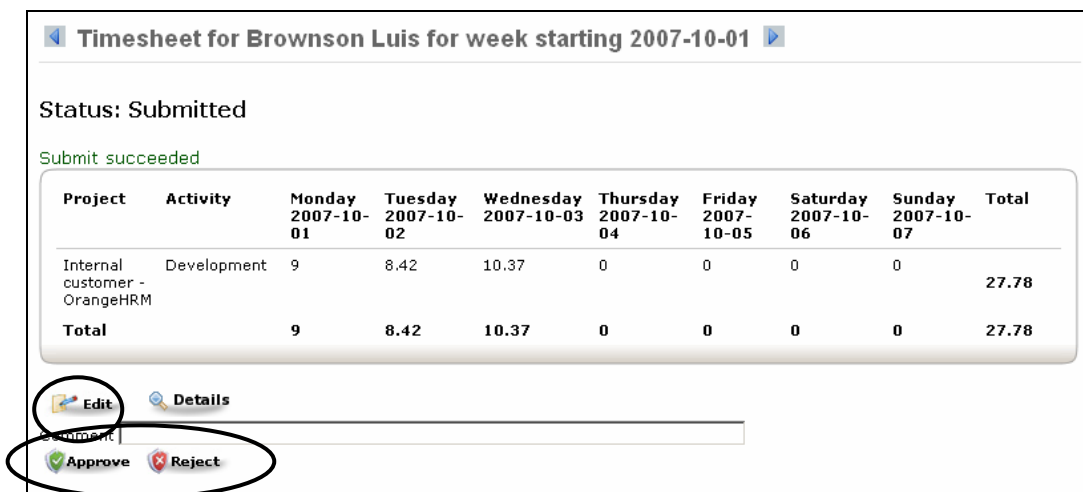 Timesheet for Brownson Luis for week starting 2007-10-01
Status: Submitted
Submit succeeded
Project Activity Monday Tuesday Wednesday Thursday Friday Saturday Sunday Total
2007-10- 2007-10- 2007-10-03 2007-10- 2007- 2007-10- 2007-10-
01 02 04 10-05 06 07
Internal Development 9 8.42 10.37 0 0 0 0
customer - 27.78
OrangeHRM
Total 9 8.42 10.37 0 0 0 0 27.78
Edit Details
Comment
Approve Reject